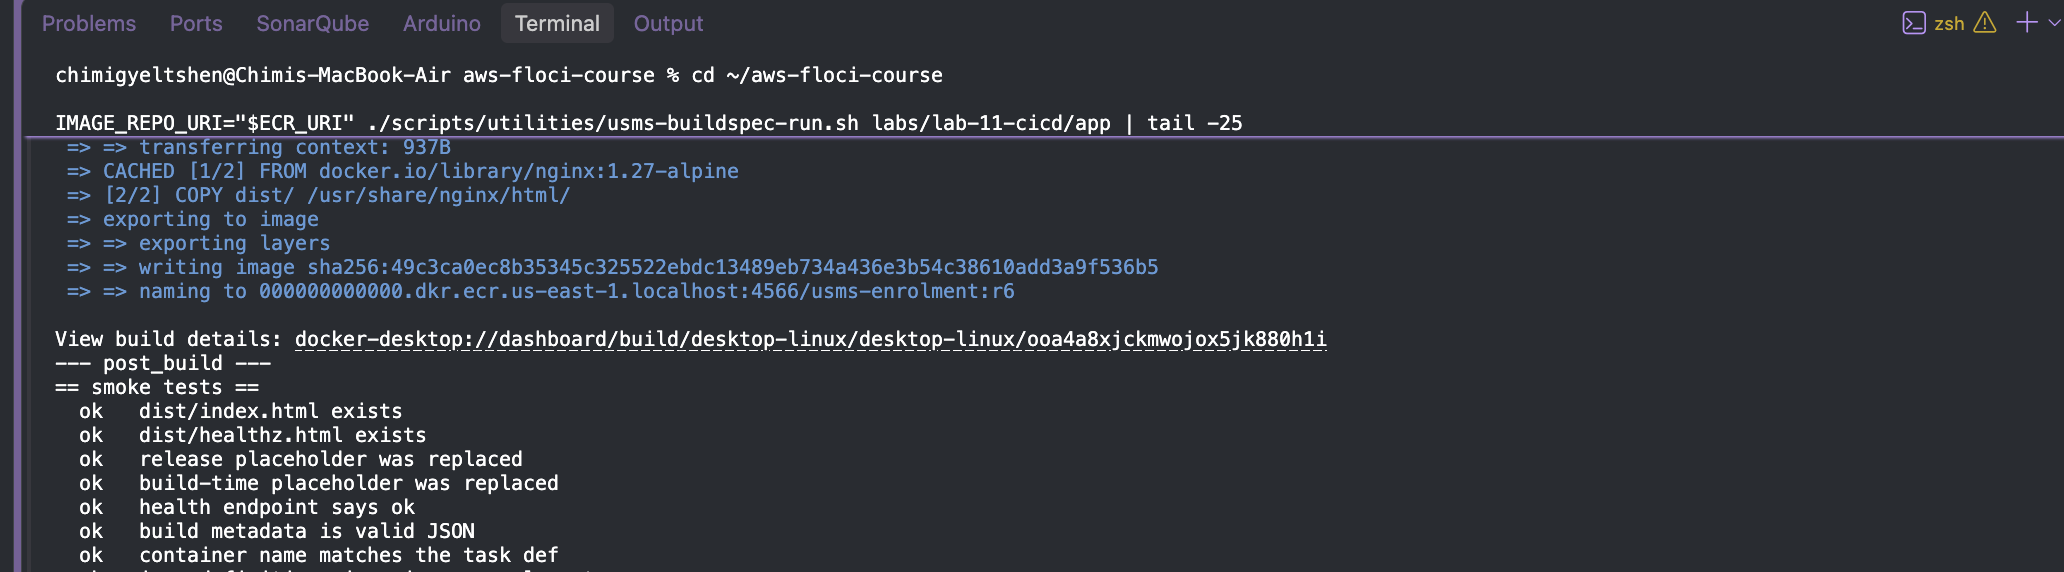 Problems Ports SonarQube Arduino Terminal Output zsh
chimigyeltshen@Chimis-MacBook-Air aws-floci-course % cd ~/aws-floci-course
IMAGE_REPO_URI="$ECR_URI" ./scripts/utilities/usms-buildspec-run.sh labs/lab-11-cicd/app | tail -25
=> => transferring context: 937B
=> CACHED [1/2] FROM docker.io/library/nginx:1.27-alpine
=> [2/2] COPY dist/ /usr/share/nginx/html/
=> exporting to image
=> => exporting layers
=> => writing image sha256:49c3ca0ec8b35345c325522ebdc13489eb734a436e3b54c38610add3a9f536b5
=> => naming to 000000000000.dkr.ecr.us-east-1.localhost:4566/usms-enrolment:r6
View build details: docker-desktop://dashboard/build/desktop-linux/desktop-linux/ooa4a8xjckmwojox5jk880h1i
--- post_build ---
== smoke tests ==
ok dist/index.html exists
ok dist/healthz.html exists
ok release placeholder was replaced
ok build-time placeholder was replaced
ok health endpoint says ok
ok build metadata is valid JSON
ok container name matches the task def